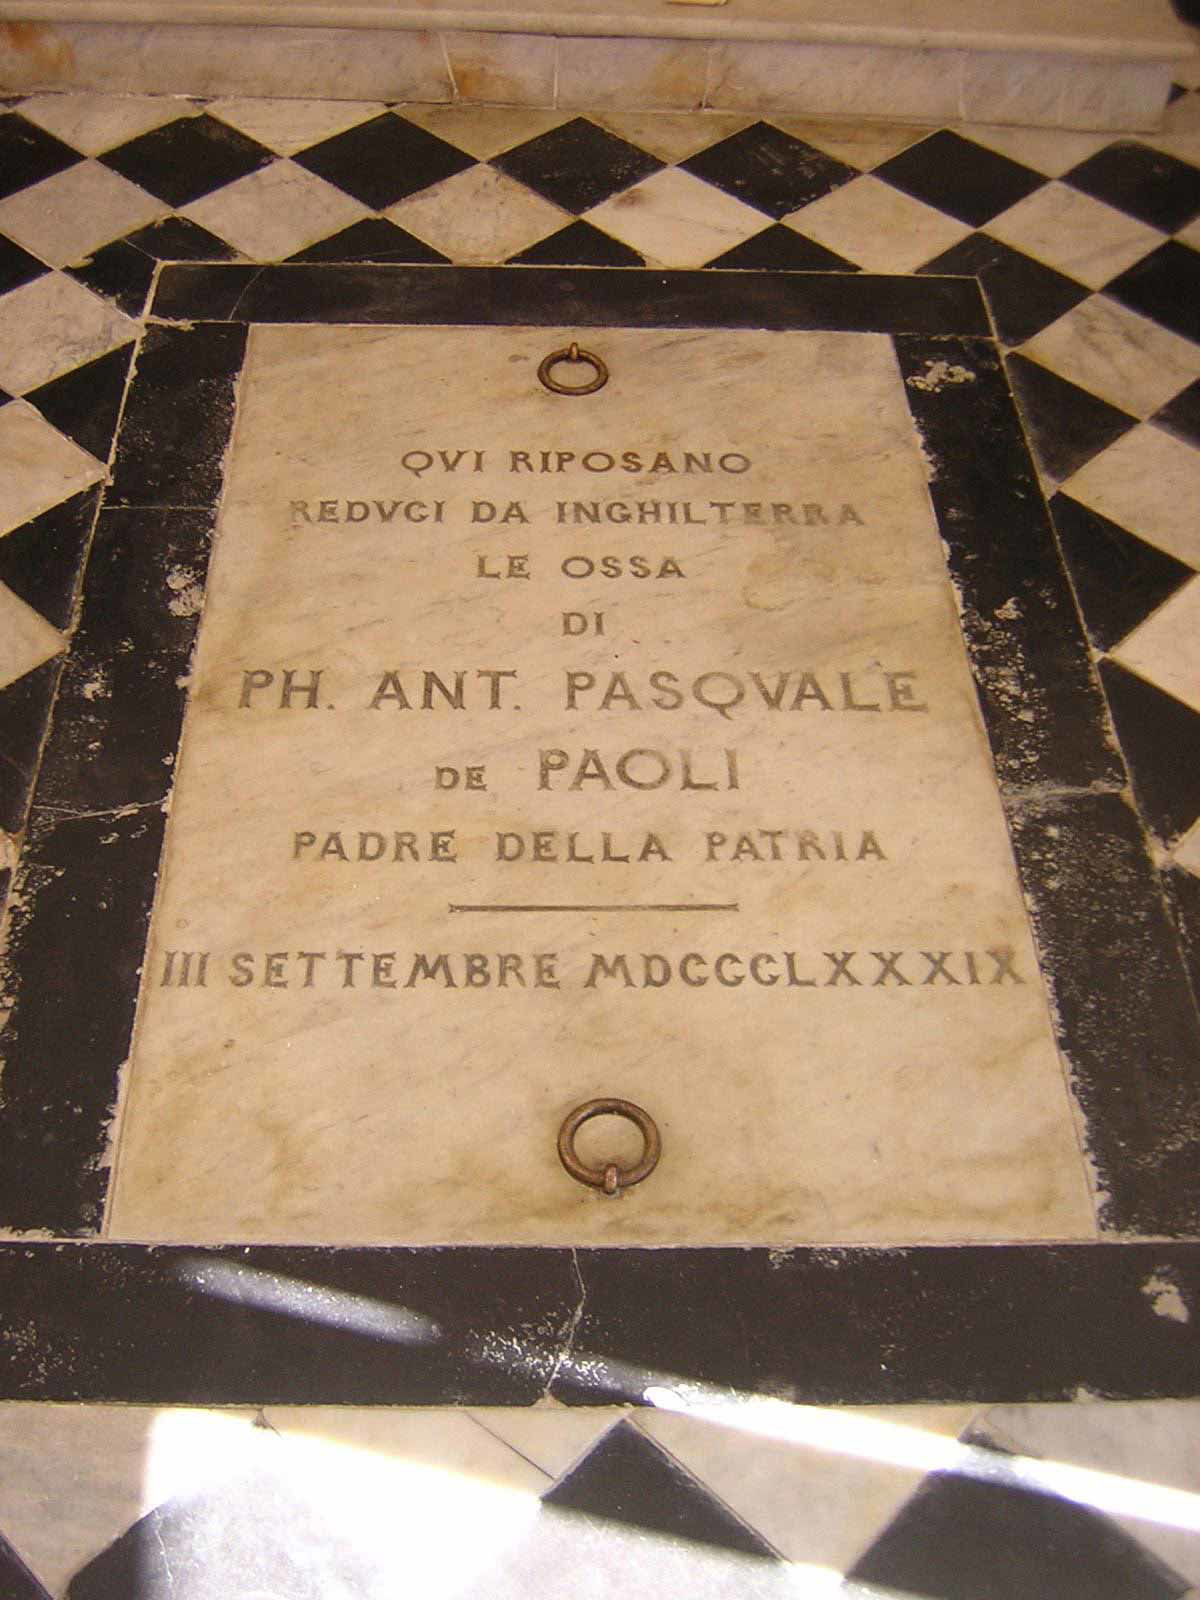 QVI RIPOSANO
REDVCI DA INGHILTERRA
LE OSSA
DI
PH. ANT. PASQVALE
DE PAOLI
PADRE DELLA PATRIA
III SETTEMBRE MDCCCLXXXIX